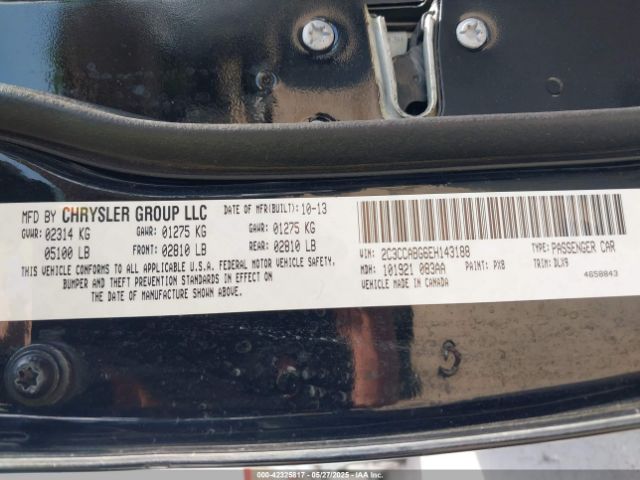 MFD BY CHRYSLER GROUP LLC DATE OF MFR(BUILT): 10-13
GVWR: 02314 KG GAWR: 01275 KG GAWR: 01275 KG
05100 LB FRONT: 02810 LB REAR: 02810 LB
THIS VEHICLE CONFORMS TO ALL APPLICABLE U.S.A. FEDERAL MOTOR VEHICLE SAFETY,
BUMPER AND THEFT PREVENTION STANDARDS IN EFFECT ON
THE DATE OF MANUFACTURE SHOWN ABOVE.
VIN: 2C3CCABG6EH143188 TYPE: PASSENGER CAR
MDH: 101921 083AA PAINT: PX8 TRIM: DLX9
VEHICLE MADE IN CANADA 4658843
000-42325817 - 05/27/2025 - IAAI.COM